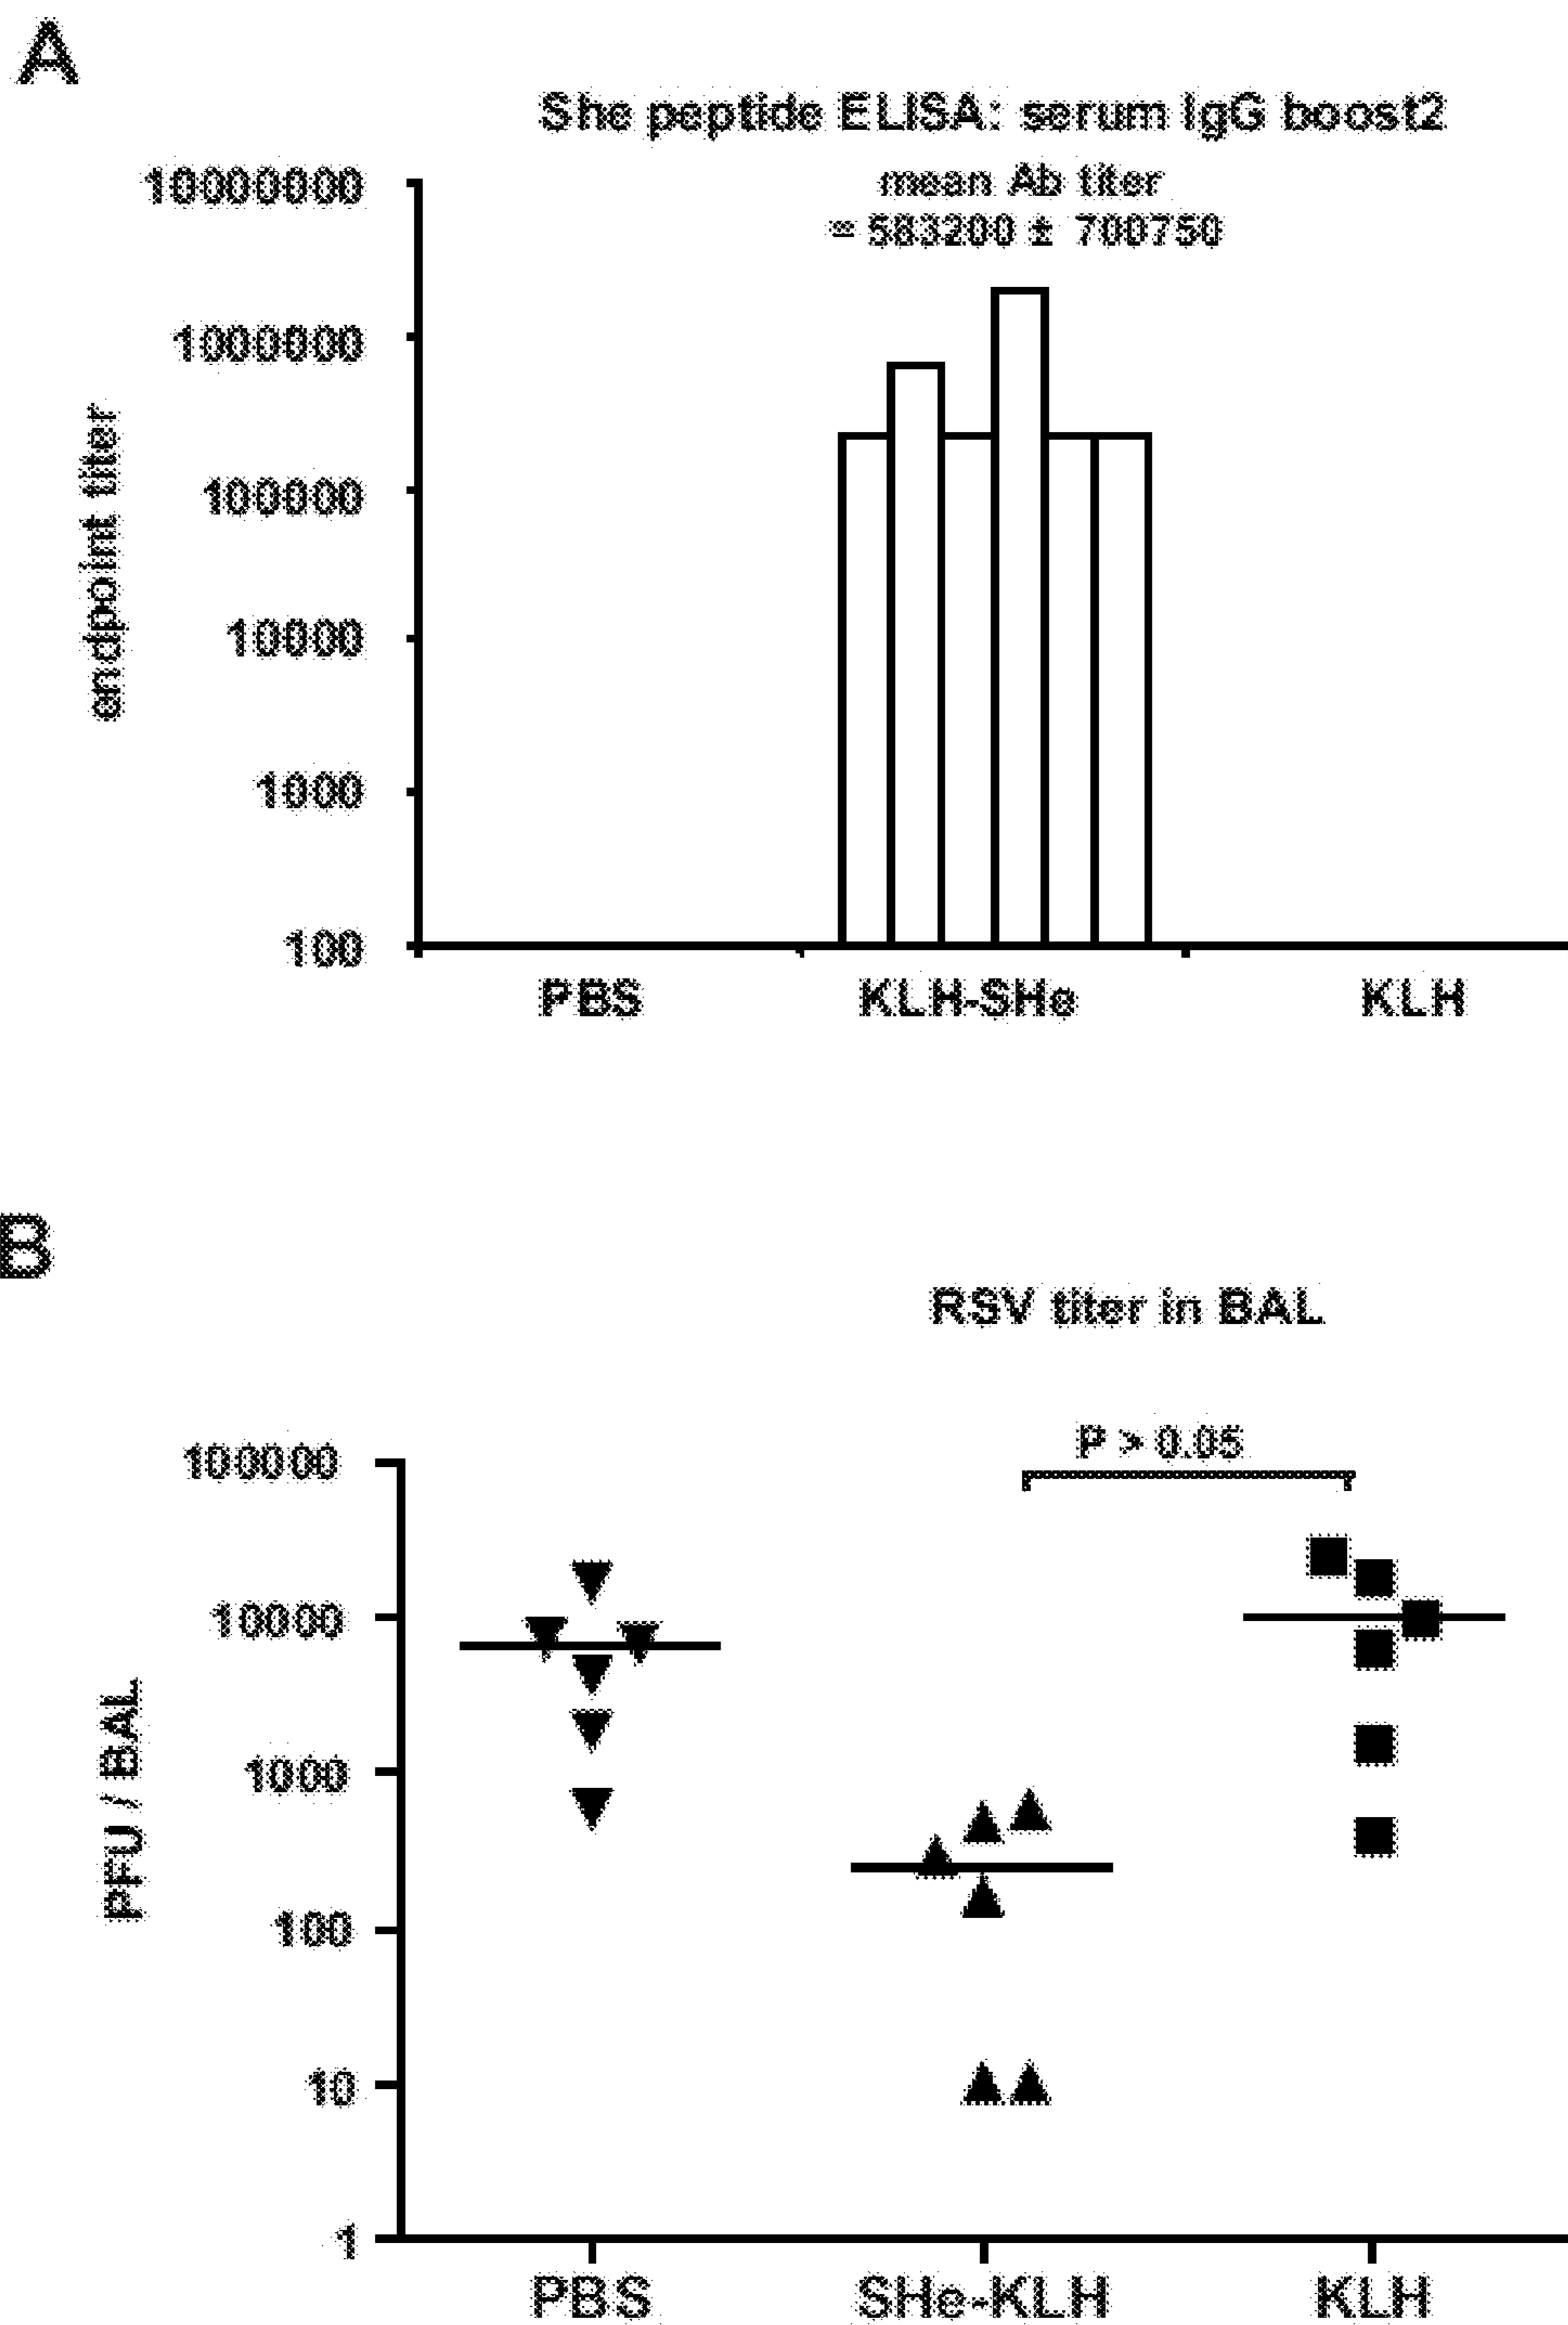 A
She peptide ELISA: serum IgG boost2
mean Ab titer
= 583200 ± 700750
10000000
1000000
100000
10000
1000
100
endpoint titer
PBS
KLH-SHe
KLH
B
RSV titer in BAL
P > 0.05
100000
10000
1000
100
10
1
PFU / BAL
PBS
SHe-KLH
KLH